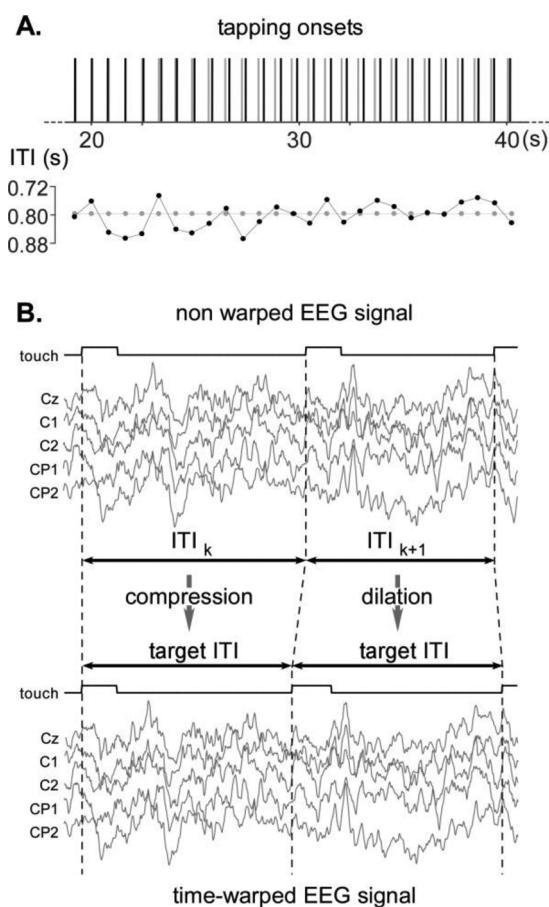 A.
tapping onsets
20 30 40 (s)
ITI (s)
0.72
0.80
0.88
B.
non warped EEG signal
touch
Cz
C1
C2
CP1
CP2
ITI k ITI k+1
compression dilation
target ITI target ITI
touch
Cz
C1
C2
CP1
CP2
time-warped EEG signal